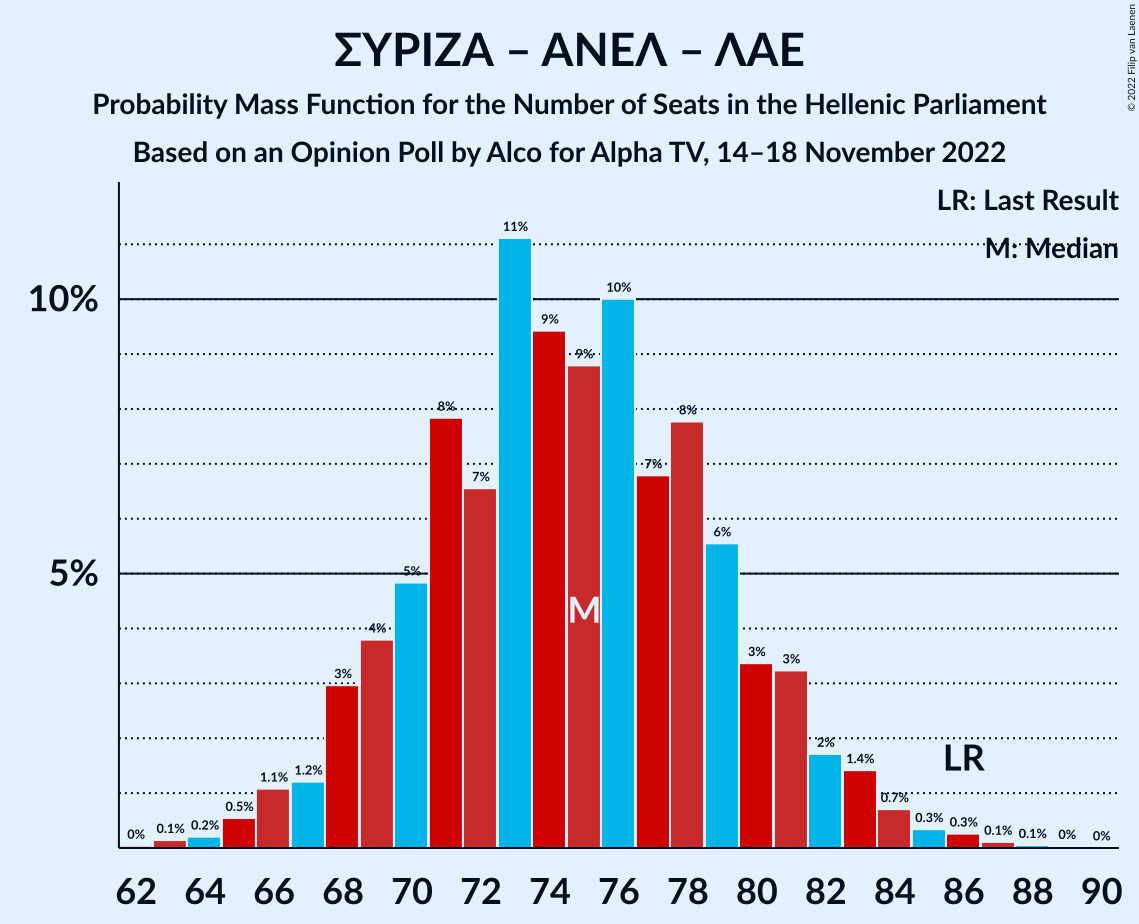 ΣΥΡΙΖΑ – ΑΝΕΛ – ΛΑΕ
Probability Mass Function for the Number of Seats in the Hellenic Parliament
Based on an Opinion Poll by Alco for Alpha TV, 14–18 November 2022
© 2022 Filip van Laenen
LR: Last Result
M: Median
10%
5%
0% 0.1% 0.2% 0.5% 1.1% 1.2% 3% 4% 5% 8% 7% 11% 9% 9% 10% 7% 8% 6% 3% 3% 2% 1.4% 0.7% 0.3% 0.3% 0.1% 0.1% 0% 0%
M
LR
62 64 66 68 70 72 74 76 78 80 82 84 86 88 90